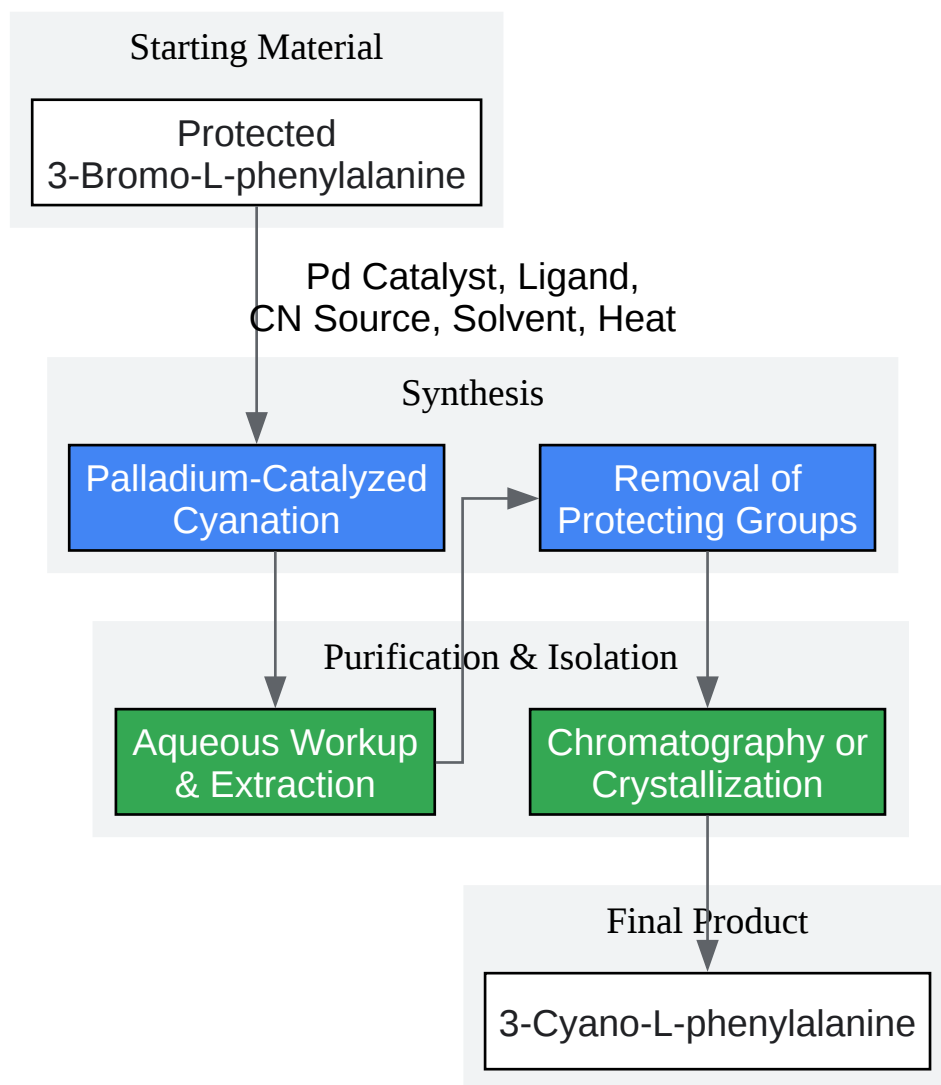 Starting Material
Protected
3-Bromo-L-phenylalanine
Pd Catalyst, Ligand,
CN Source, Solvent, Heat
Synthesis
Palladium-Catalyzed
Cyanation
Removal of
Protecting Groups
Purification & Isolation
Aqueous Workup
& Extraction
Chromatography or
Crystallization
Final Product
3-Cyano-L-phenylalanine